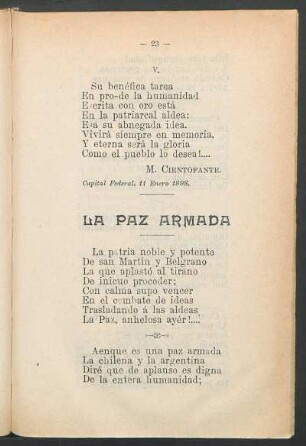 — 23 —
V.
Su benéfica tarea
En pro de la humanidad
Escrita con oro está
En la patriarcal aldea:
Esa su abnegada idea.
Vivirá siempre en memoria,
Y eterna será la gloria
Como el pueblo lo desea!....
M. CIENTOFANTE.
Capital Federal, 11 Enero 1898.
LA PAZ ARMADA
La patria noble y potente
De san Martin y Belgrano
La que aplastó al tirano
De inicuo proceder;
Con calma supo vencer
En el combate de ideas
Trasladando á las aldeas
La Paz, anhelosa ayér!....
Aenque es una paz armada
La chilena y la argentina
Diré que de aplauso es digna
De la entera humanidad;